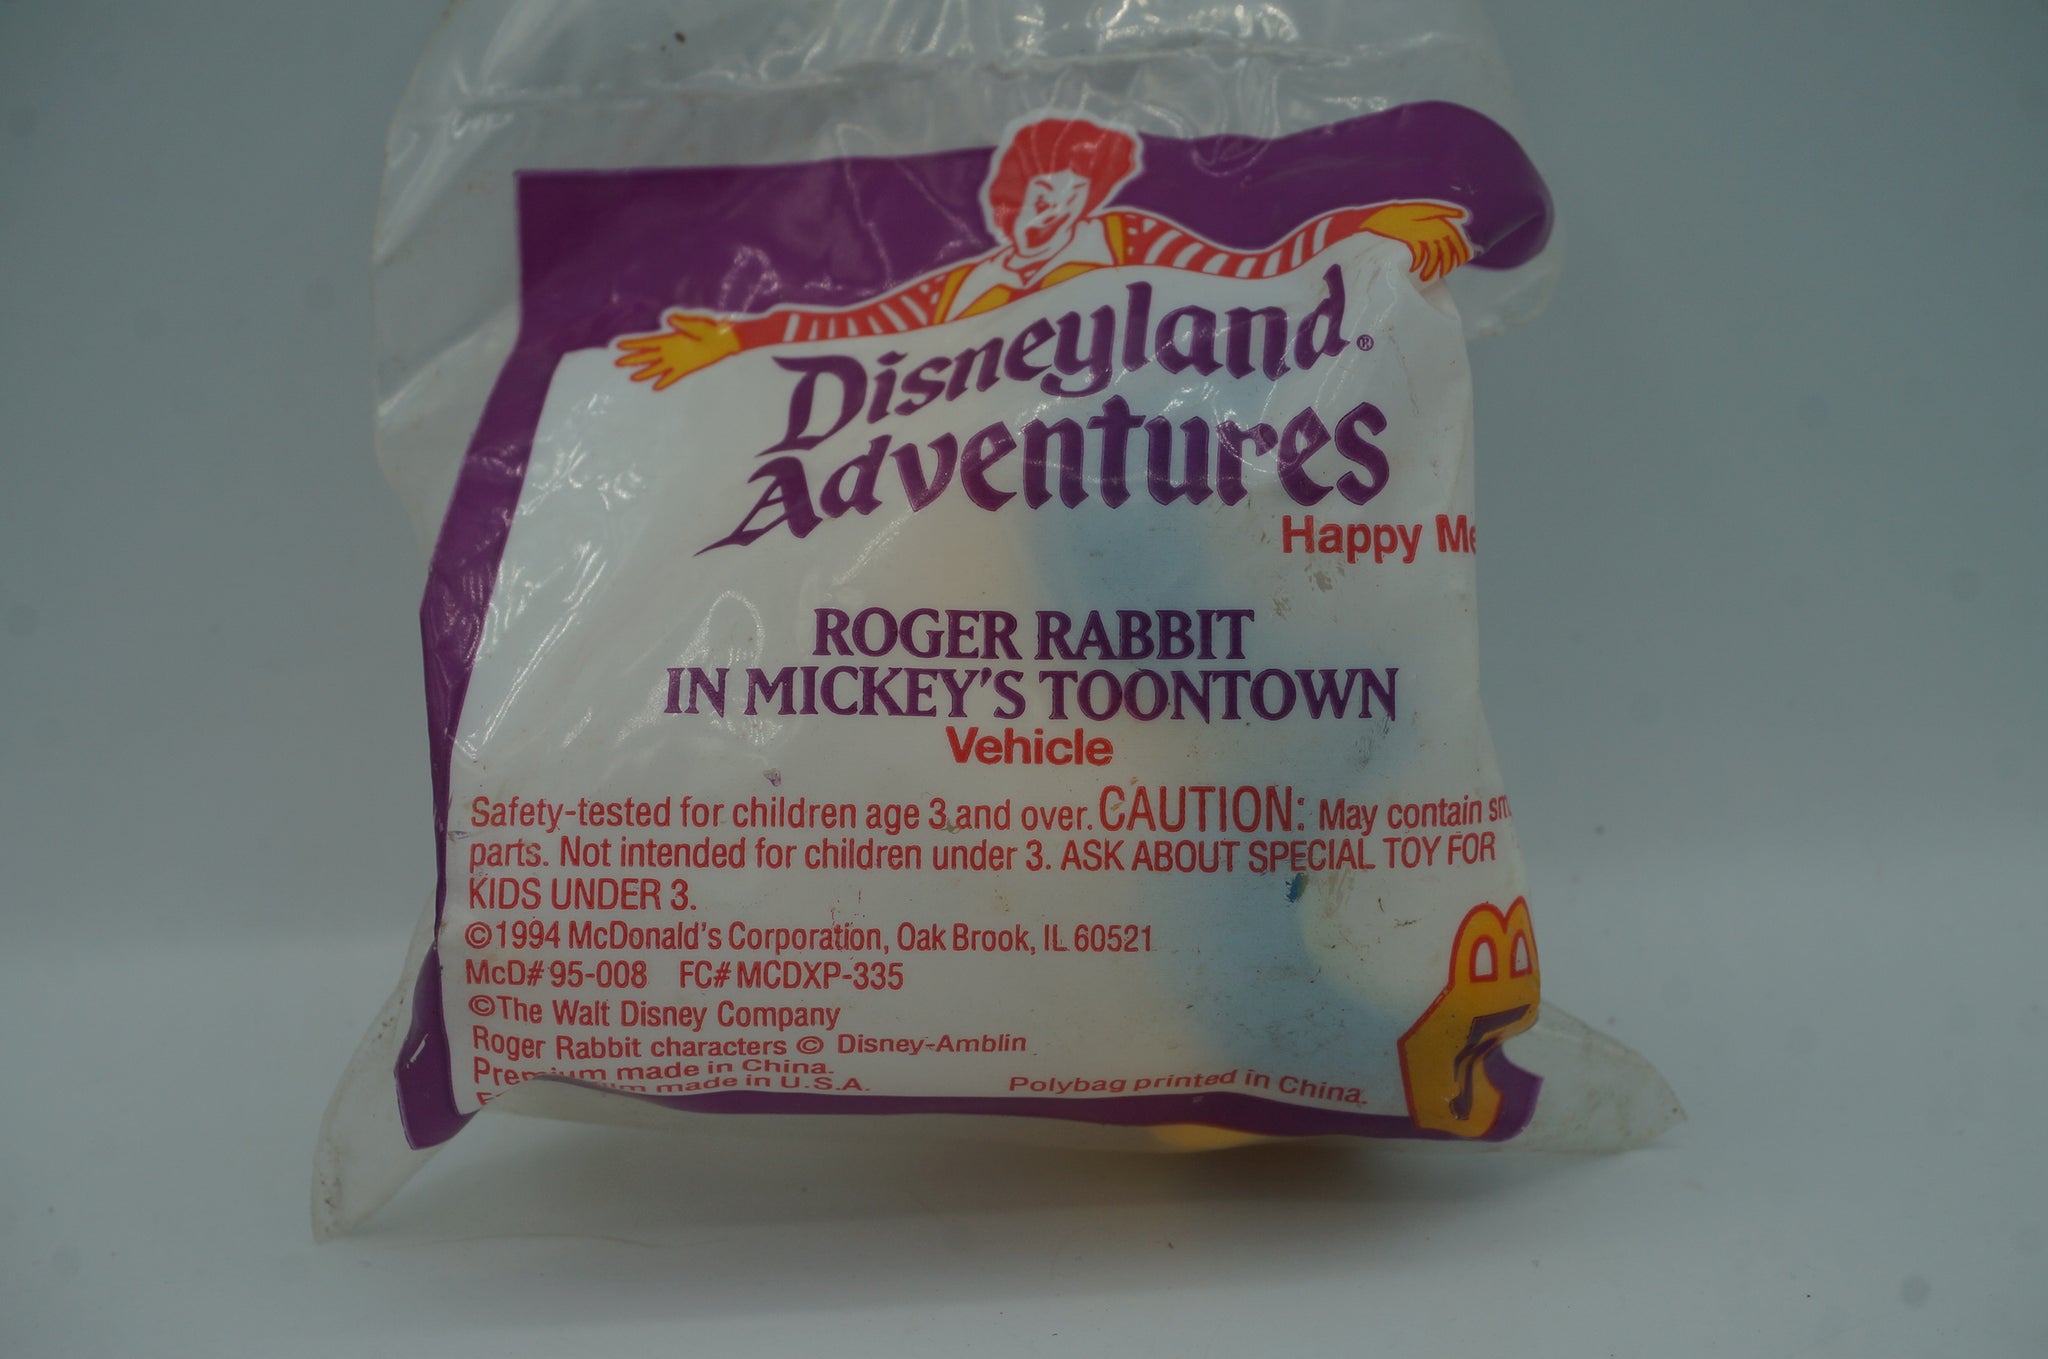 Disneyland®
Adventures
Happy
ROGER RABBIT
IN MICKEY'S TOONTOWN
Vehicle
Safety-tested for children age 3 and over. CAUTION: May contain
parts. Not intended for children under 3. ASK ABOUT SPECIAL TOY FOR
KIDS UNDER 3.
©1994 McDonald's Corporation, Oak Brook, IL 60521
McD# 95-008 FC# MCDXP-335
©The Walt Disney Company
Roger Rabbit characters © Disney-Amblin
made in China.
made in U.S.A.
Polybag printed in China.